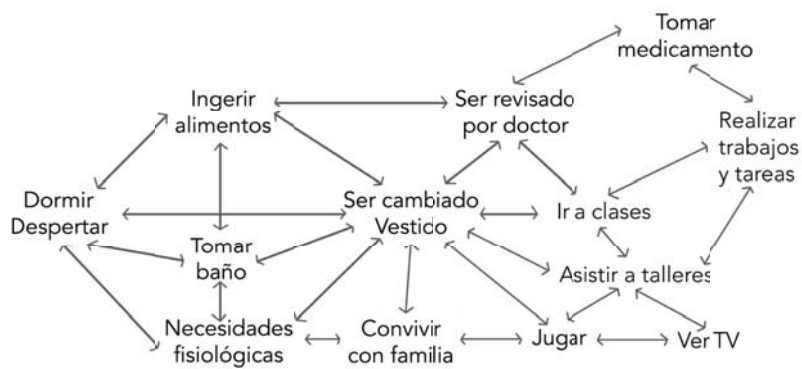 Tomar
medicamento
Ingerir
alimentos
Ser revisado
por doctor
Realizar
trabajos
y tareas
Dormir
Despertar
Ser cambiado
Vestico
Ir a clases
Tomar
baño
Asistir a talleres
Necesidades
fisiológicas
Convivir
con familia
Jugar
Ver TV